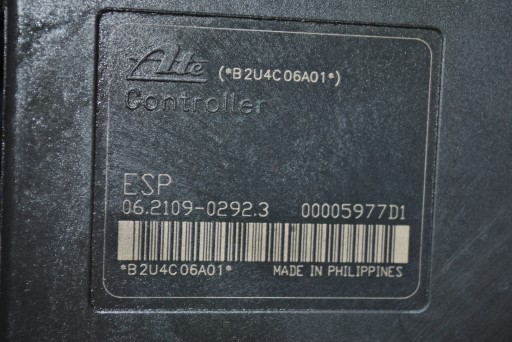 Ate (*B2U4C06A01*)
Controller
ESP
06.2109-0292.3 00005977D1
*B2U4C06A01* MADE IN PHILIPPINES